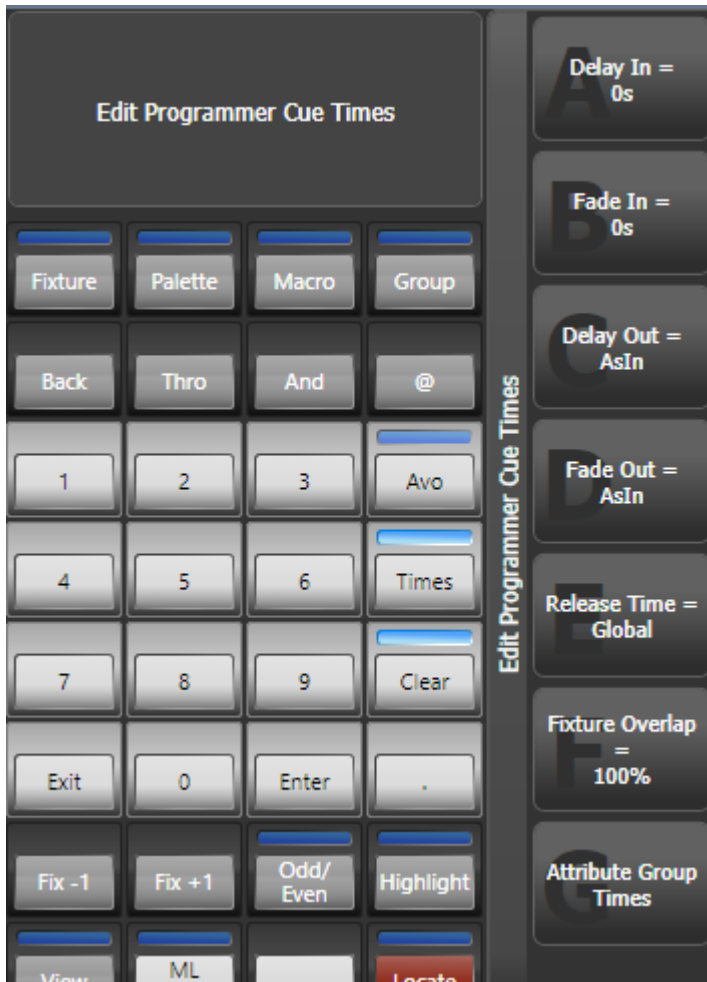 Edit Programmer Cue Times
Fixture
Palette
Macro
Group
Back
Thro
And
@
1
2
3
Avo
4
5
6
Times
7
8
9
Clear
Exit
0
Enter
.
Fix -1
Fix +1
Odd/
Even
Highlight
View
ML
Locate
Edit Programmer Cue Times
A
Delay In =
0s
B
Fade In =
0s
C
Delay Out =
AsIn
D
Fade Out =
AsIn
E
Release Time =
Global
F
Fixture Overlap
=
100%
G
Attribute Group
Times